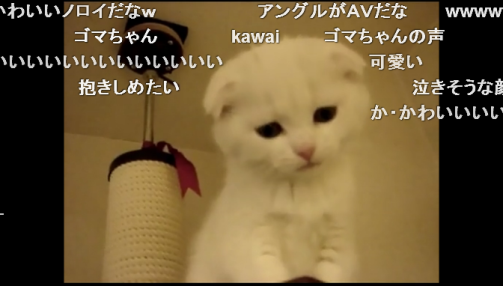 いわいいノロイだなw アングルがAVだな wwww
ゴマちゃん kawai ゴマちゃんの声
いいいいいいいいいいいいいい 可愛い
抱きしめたい 泣きそうな顔
か・かわいいいい